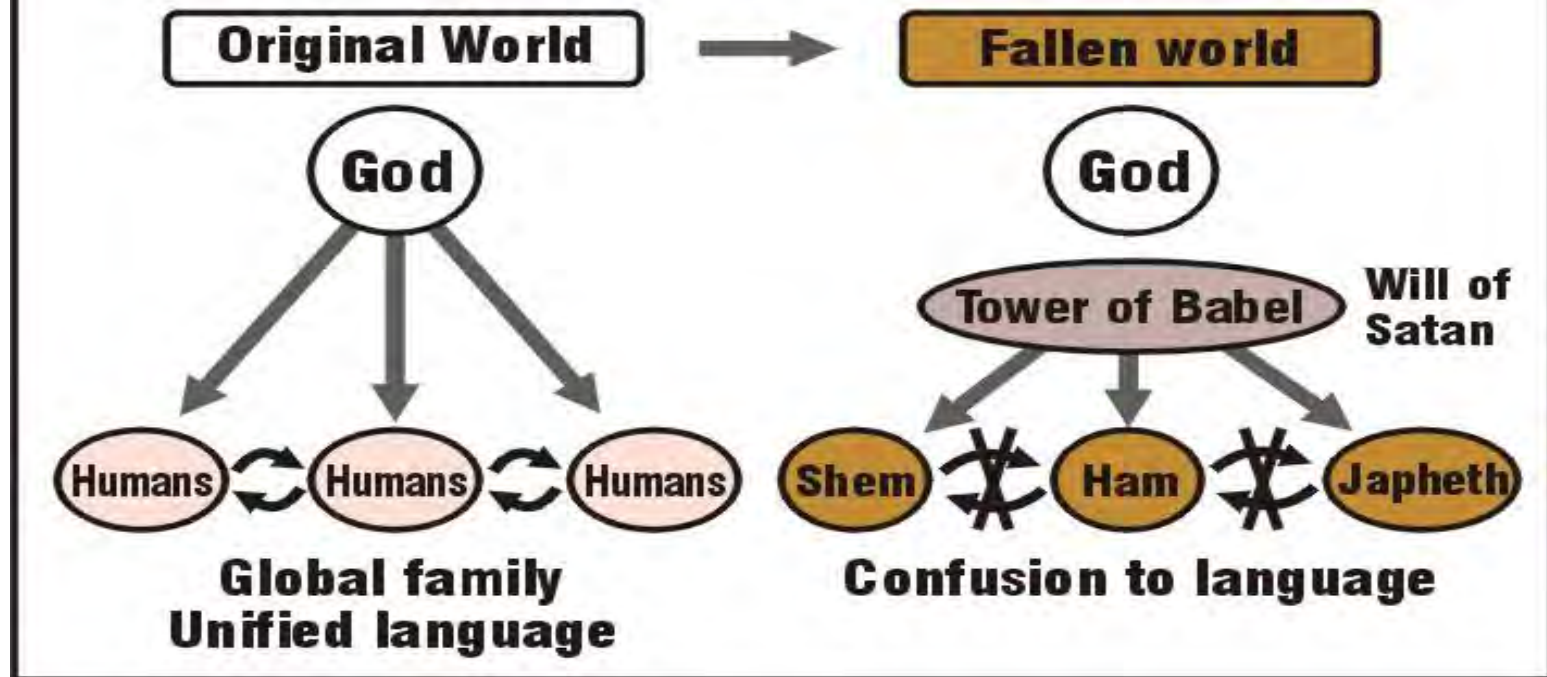 Original World
Fallen world
God
God
Tower of Babel
Will of
Satan
Humans
Humans
Humans
Shem
Ham
Japheth
Global family
Unified language
Confusion to language